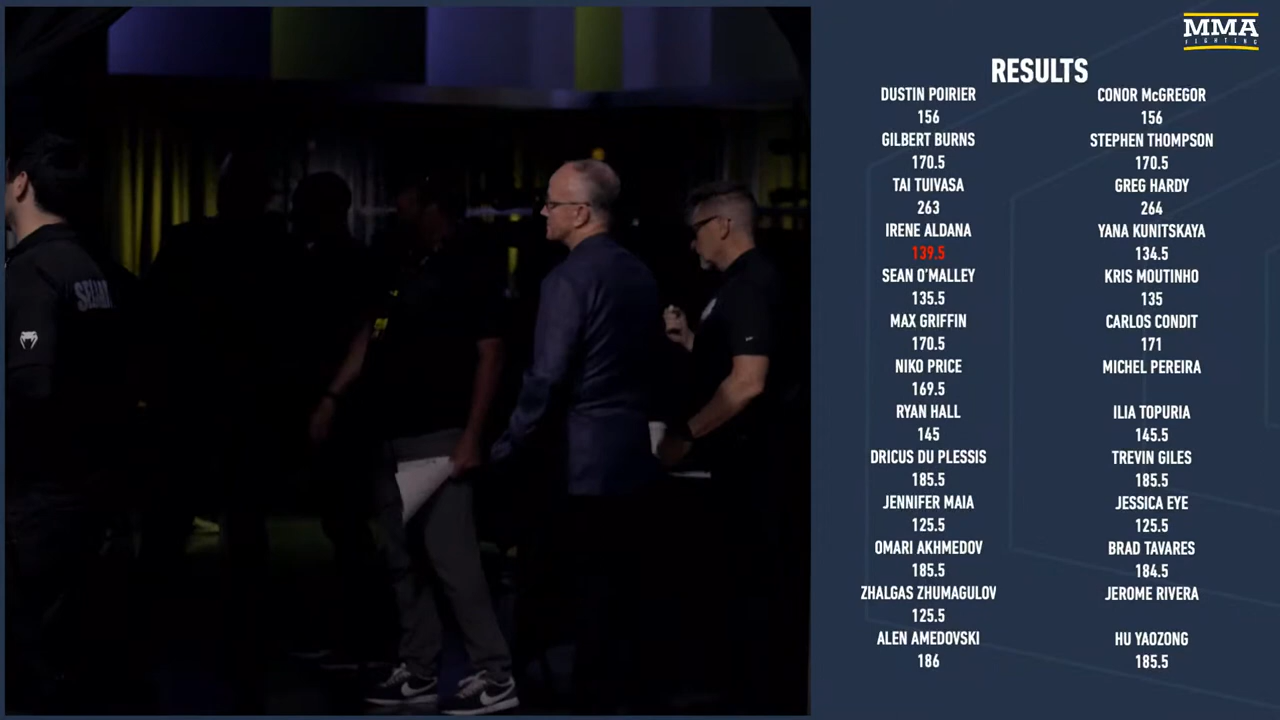 MMA
FIGHTING
RESULTS
DUSTIN POIRIER
CONOR McGREGOR
156
156
GILBERT BURNS
STEPHEN THOMPSON
170.5
170.5
TAI TUIVASA
GREG HARDY
263
264
IRENE ALDANA
YANA KUNITSKAYA
139.5
134.5
SEAN O'MALLEY
KRIS MOUTINHO
135.5
135
MAX GRIFFIN
CARLOS CONDIT
170.5
171
NIKO PRICE
MICHEL PEREIRA
169.5
RYAN HALL
ILIA TOPURIA
145
145.5
DRICUS DU PLESSIS
TREVIN GILES
185.5
185.5
JENNIFER MAIA
JESSICA EYE
125.5
125.5
OMARI AKHMEDOV
BRAD TAVARES
185.5
184.5
ZHALGAS ZHUMAGULOV
JEROME RIVERA
125.5
ALEN AMEDOVSKI
HU YAOZONG
186
185.5